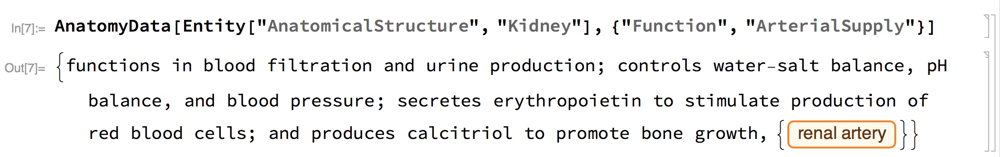 In[7]:= AnatomyData[Entity["AnatomicalStructure", "Kidney"], {"Function", "ArterialSupply"}]
Out[7]= {functions in blood filtration and urine production; controls water-salt balance, pH
balance, and blood pressure; secretes erythropoietin to stimulate production of
red blood cells; and produces calcitriol to promote bone growth, {renal artery}}